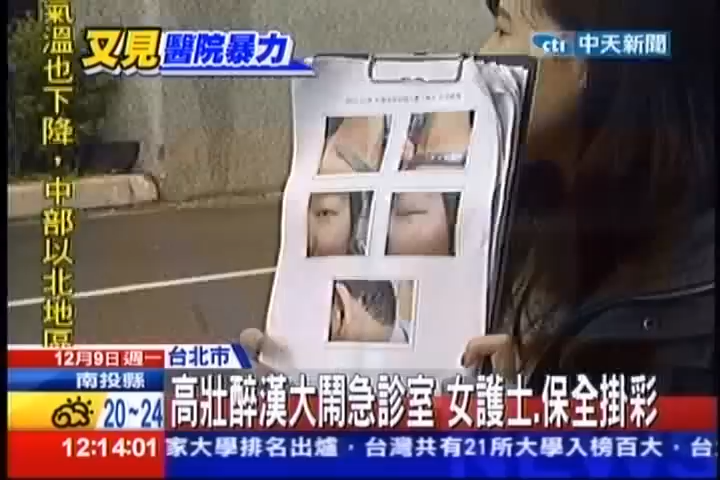 氣溫也下降，中部以北地區
又見醫院暴力
cti 中天新聞
12月9日週一
台北市
南投縣
20~24
高壯醉漢大鬧急診室 女護士.保全掛彩
12:14:01
家大學排名出爐，台灣共有21所大學入榜百大，台
NEWS